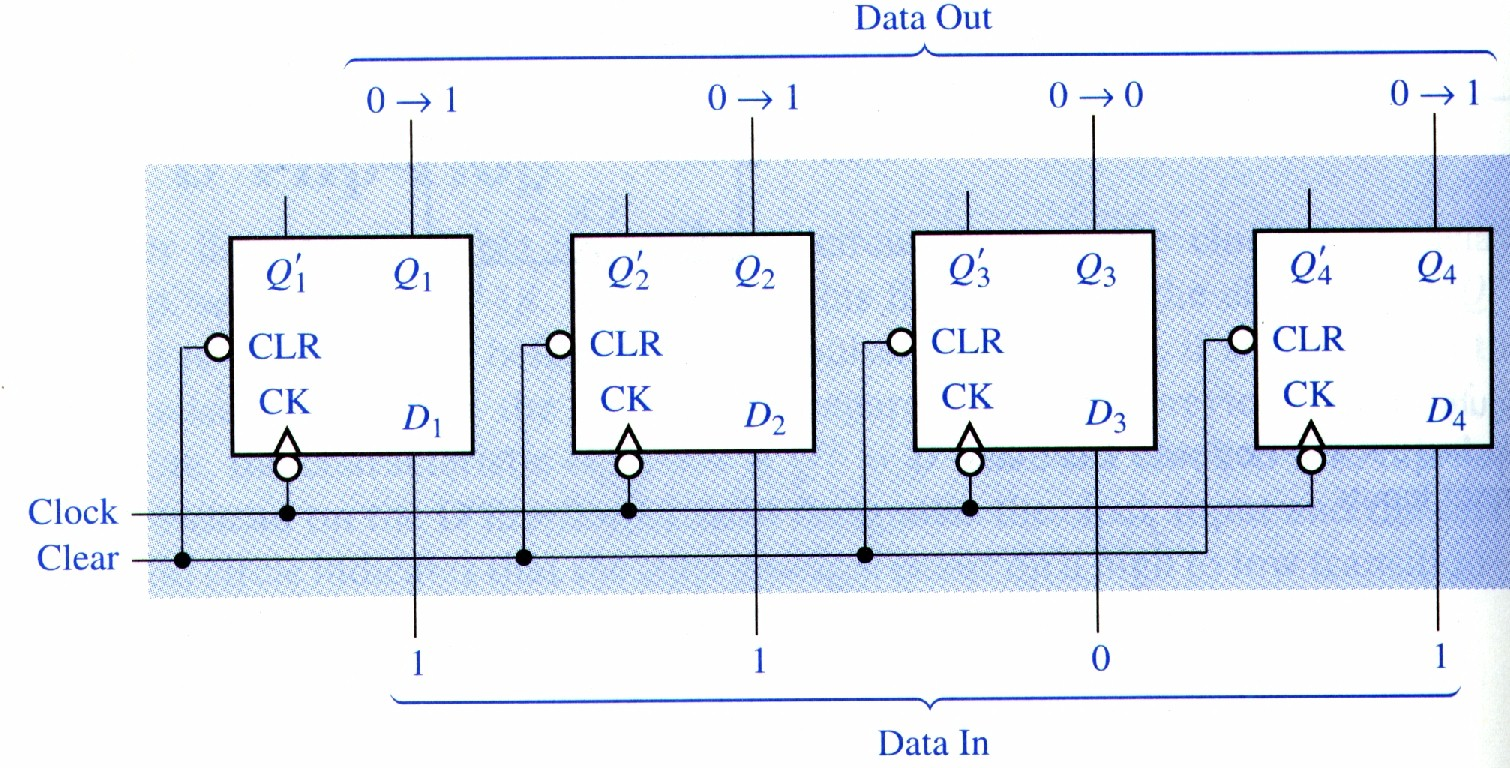 Data Out
0 → 1 0 → 1 0 → 0 0 → 1
Q′1 Q1 Q′2 Q2 Q′3 Q3 Q′4 Q4
CLR CLR CLR CLR
CK CK CK CK
D1 D2 D3 D4
Clock
Clear
1 1 0 1
Data In